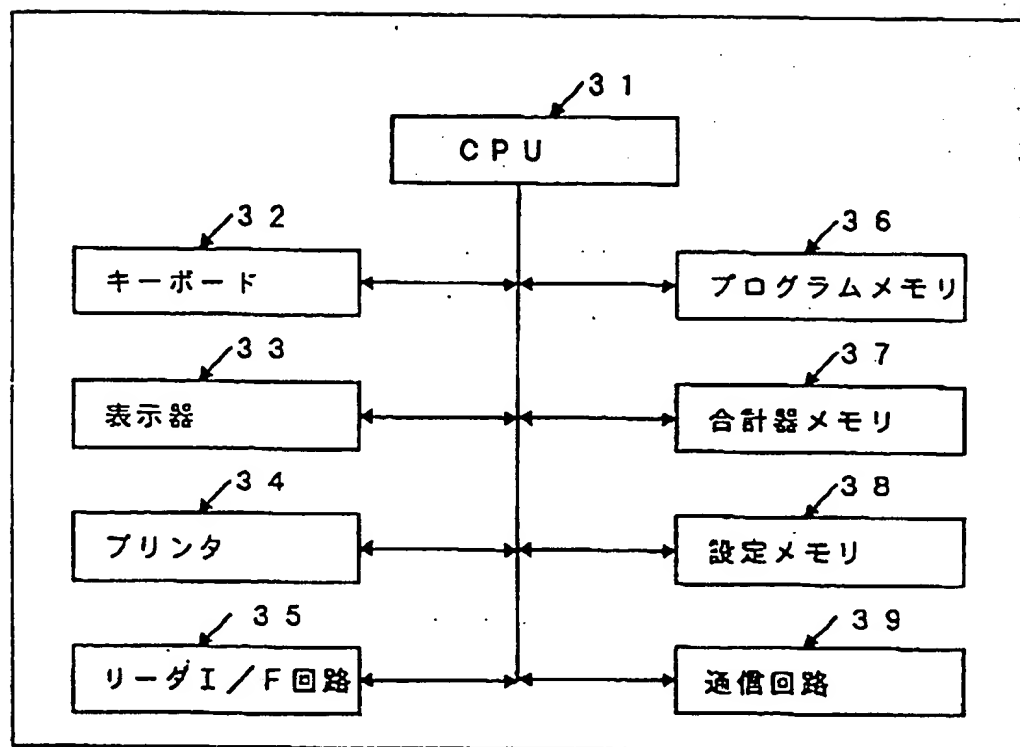 31
CPU
32
キーボード
36
プログラムメモリ
33
表示器
37
合計器メモリ
34
プリンタ
38
設定メモリ
35
リーダI/F回路
39
通信回路